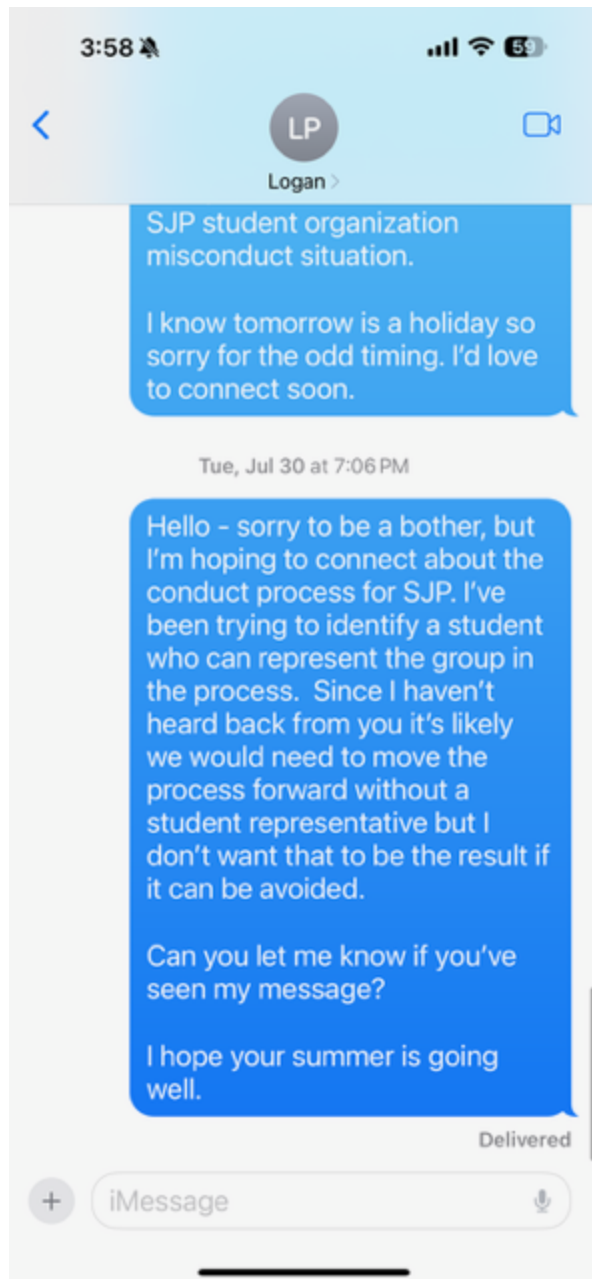 3:58
59
LP
Logan
SJP student organization
misconduct situation.
I know tomorrow is a holiday so
sorry for the odd timing. I'd love
to connect soon.
Tue, Jul 30 at 7:06 PM
Hello - sorry to be a bother, but
I'm hoping to connect about the
conduct process for SJP. I've
been trying to identify a student
who can represent the group in
the process.  Since I haven't
heard back from you it's likely
we would need to move the
process forward without a
student representative but I
don't want that to be the result if
it can be avoided.
Can you let me know if you've
seen my message?
I hope your summer is going
well.
Delivered
iMessage